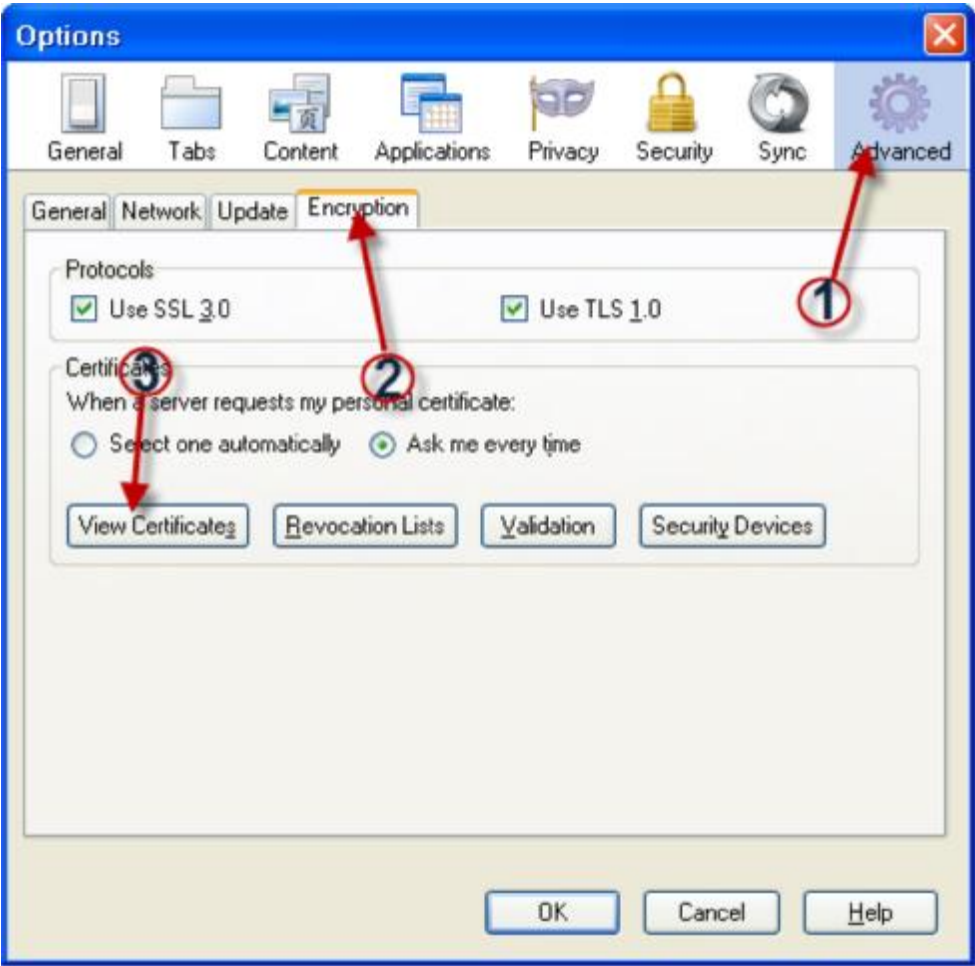 Options
General Tabs Content Applications Privacy Security Sync Advanced
General Network Update Encryption
1
Protocols
Use SSL 3.0 Use TLS 1.0
3 2
Certificates
When a server requests my personal certificate:
Select one automatically Ask me every time
View Certificates Revocation Lists Validation Security Devices
OK Cancel Help
页